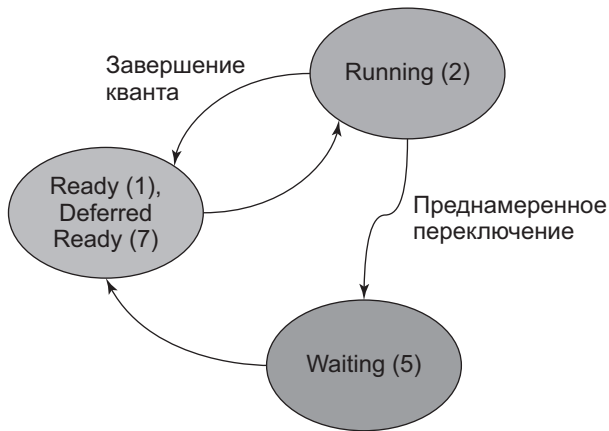 Завершение
кванта
Running (2)
Ready (1),
Deferred
Ready (7)
Преднамеренное
переключение
Waiting (5)